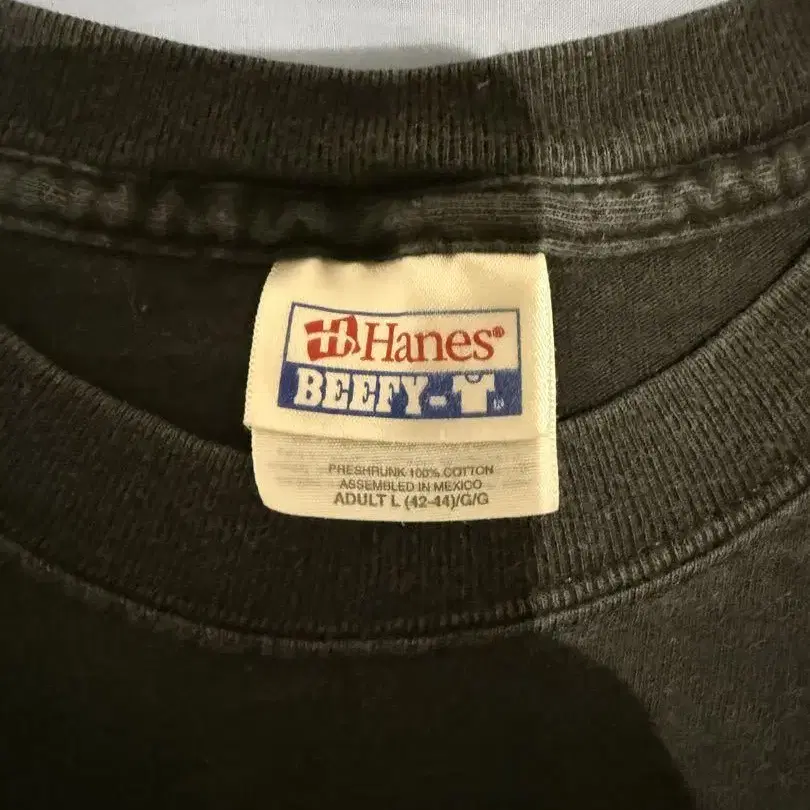 Hanes®
BEEFY-T®
PRESHRUNK 100% COTTON
ASSEMBLED IN MEXICO
ADULT L (42-44)/G/G